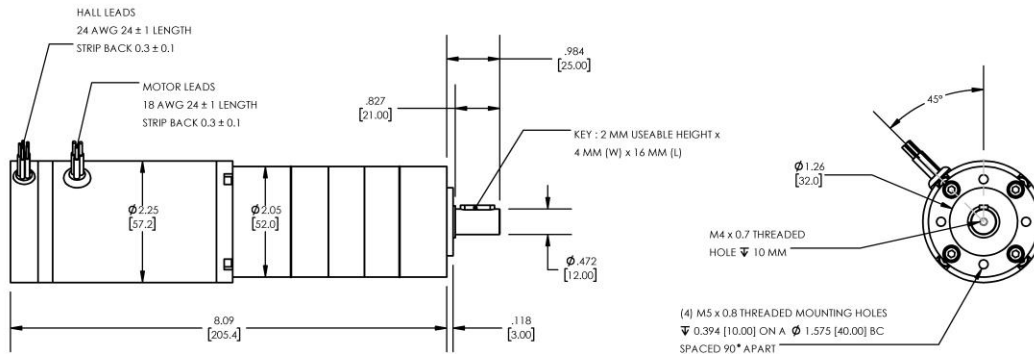 HALL LEADS
24 AWG 24 ± 1 LENGTH
STRIP BACK 0.3 ± 0.1
MOTOR LEADS
18 AWG 24 ± 1 LENGTH
STRIP BACK 0.3 ± 0.1
.984
[25.00]
.827
[21.00]
KEY : 2 MM USEABLE HEIGHT x
4 MM (W) x 16 MM (L)
Ø2.25
[57.2]
Ø2.05
[52.0]
Ø.472
[12.00]
8.09
[205.4]
.118
[3.00]
45°
Ø1.26
[32.0]
M4 x 0.7 THREADED
HOLE ↧ 10 MM
(4) M5 x 0.8 THREADED MOUNTING HOLES
↧ 0.394 [10.00] ON A Ø 1.575 [40.00] BC
SPACED 90° APART